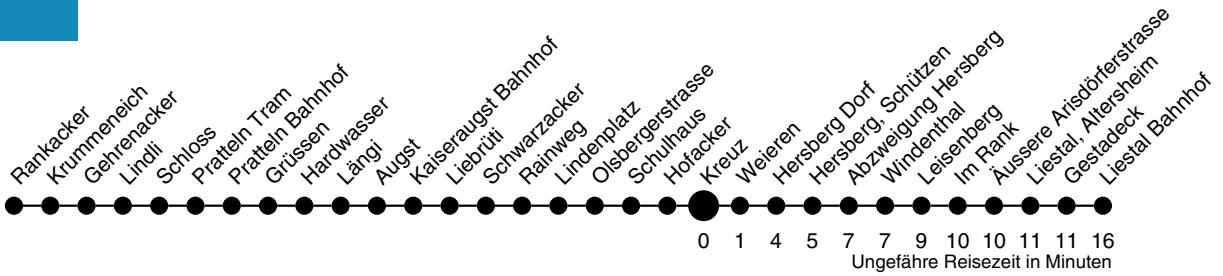 Rankacker
Krummeneich
Gehrenacker
Lindli
Schloss
Pratteln Tram
Pratteln Bahnhof
Grüssen
Hardwasser
Längi
Augst
Kaiseraugst Bahnhof
Liebrüti
Schwarzacker
Rainweg
Lindenplatz
Olsbergerstrasse
Schulhaus
Hofacker
Kreuz
Weieren
Hersberg Dorf
Hersberg, Schützen
Abzweigung Hersberg
Windenthal
Leisenberg
Im Rank
Äussere Arisdörferstrasse
Liestal, Altersheim
Gestadeck
Liestal Bahnhof
0 1 4 5 7 7 9 10 10 11 11 16
Ungefähre Reisezeit in Minuten